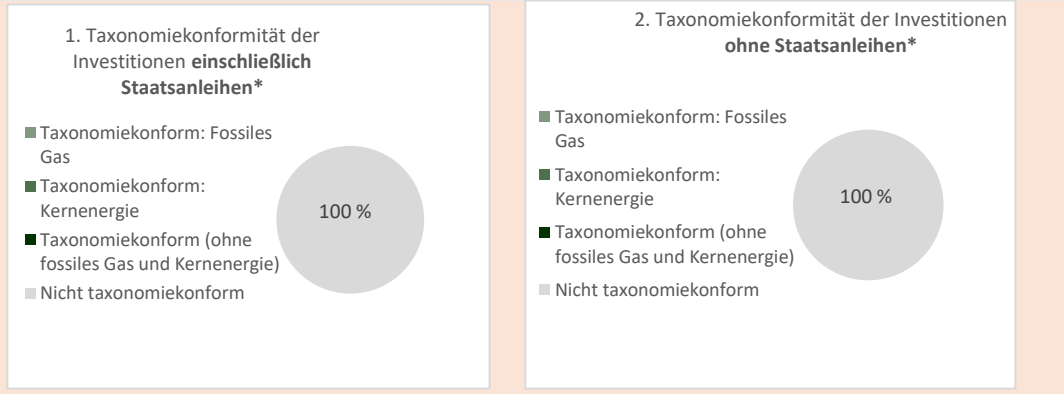 1. Taxonomiekonformität der
Investitionen einschließlich
Staatsanleihen*
Taxonomiekonform: Fossiles
Gas
Taxonomiekonform:
Kernenergie
Taxonomiekonform (ohne
fossiles Gas und Kernenergie)
Nicht taxonomiekonform
100 %
2. Taxonomiekonformität der Investitionen
ohne Staatsanleihen*
Taxonomiekonform: Fossiles
Gas
Taxonomiekonform:
Kernenergie
Taxonomiekonform (ohne
fossiles Gas und Kernenergie)
Nicht taxonomiekonform
100 %